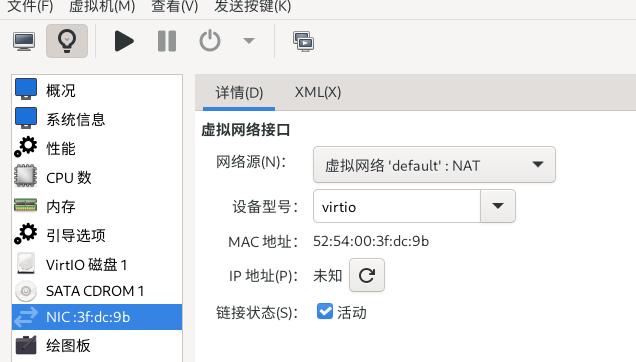 文件(F) 虚拟机(M) 查看(V) 发送按键(K)
概况
系统信息
性能
CPU 数
内存
引导选项
VirtIO 磁盘 1
SATA CDROM 1
NIC :3f:dc:9b
绘图板
详情(D) XML(X)
虚拟网络接口
网络源(N): 虚拟网络 'default' : NAT
设备型号: virtio
MAC 地址: 52:54:00:3f:dc:9b
IP 地址(P): 未知
链接状态(S): 活动